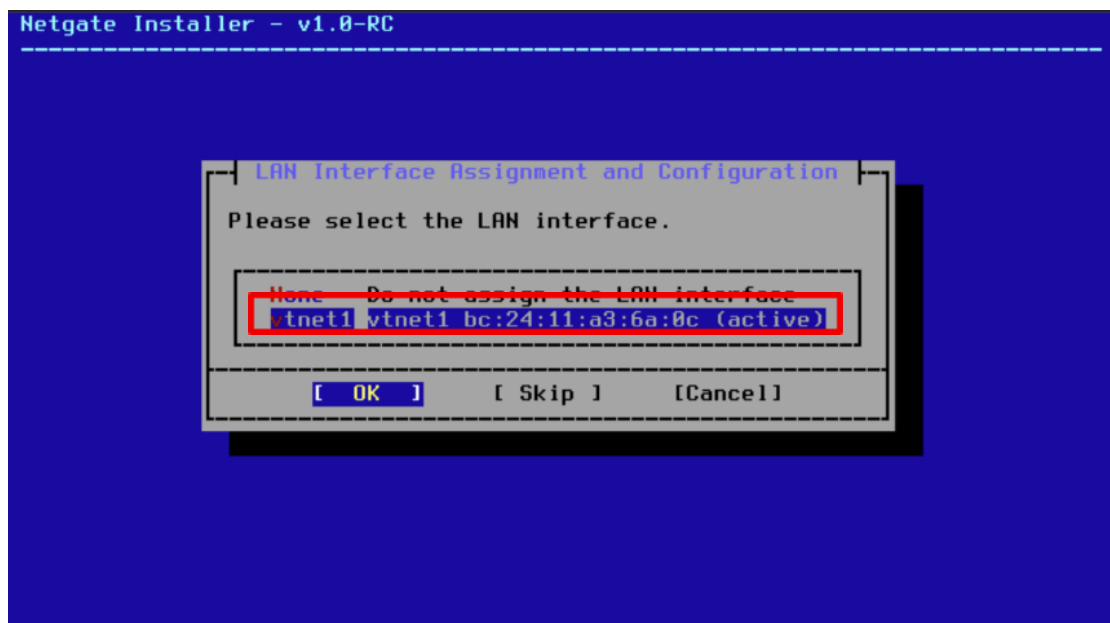 Netgate Installer - v1.0-RC
LAN Interface Assignment and Configuration
Please select the LAN interface.
None Do not assign the LAN interface
vtnet1 vtnet1 bc:24:11:a3:6a:0c (active)
[ OK ] [ Skip ] [Cancel]